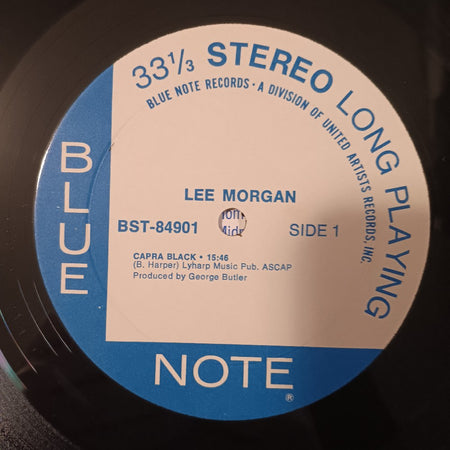 33⅓ STEREO LONG PLAYING
BLUE NOTE RECORDS · A DIVISION OF UNITED ARTISTS RECORDS, INC.
BLUE
LEE MORGAN
BST-84901
SIDE 1
CAPRA BLACK • 15:46
(B. Harper) Lyharp Music Pub. ASCAP
Produced by George Butler
NOTE ®